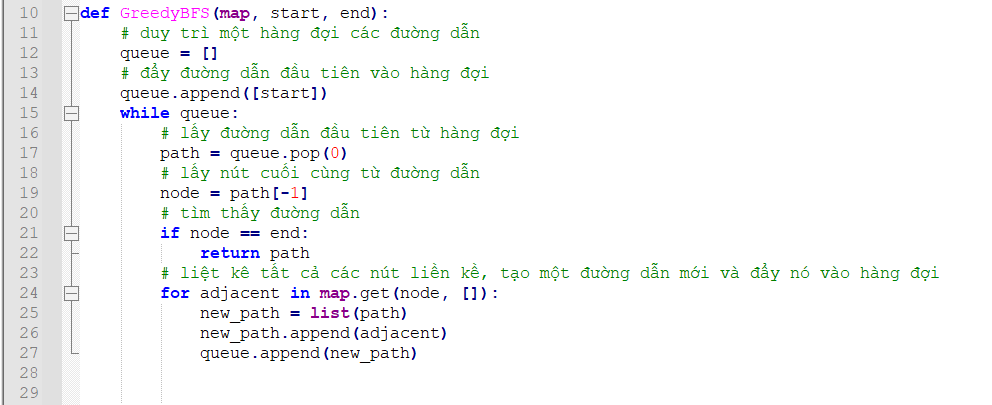 10 def GreedyBFS(map, start, end):
11     # duy trì một hàng đợi các đường dẫn
12     queue = []
13     # đẩy đường dẫn đầu tiên vào hàng đợi
14     queue.append([start])
15     while queue:
16         # lấy đường dẫn đầu tiên từ hàng đợi
17         path = queue.pop(0)
18         # lấy nút cuối cùng từ đường dẫn
19         node = path[-1]
20         # tìm thấy đường dẫn
21         if node == end:
22             return path
23         # liệt kê tất cả các nút liền kề, tạo một đường dẫn mới và đẩy nó vào hàng đợi
24         for adjacent in map.get(node, []):
25             new_path = list(path)
26             new_path.append(adjacent)
27             queue.append(new_path)
28
29